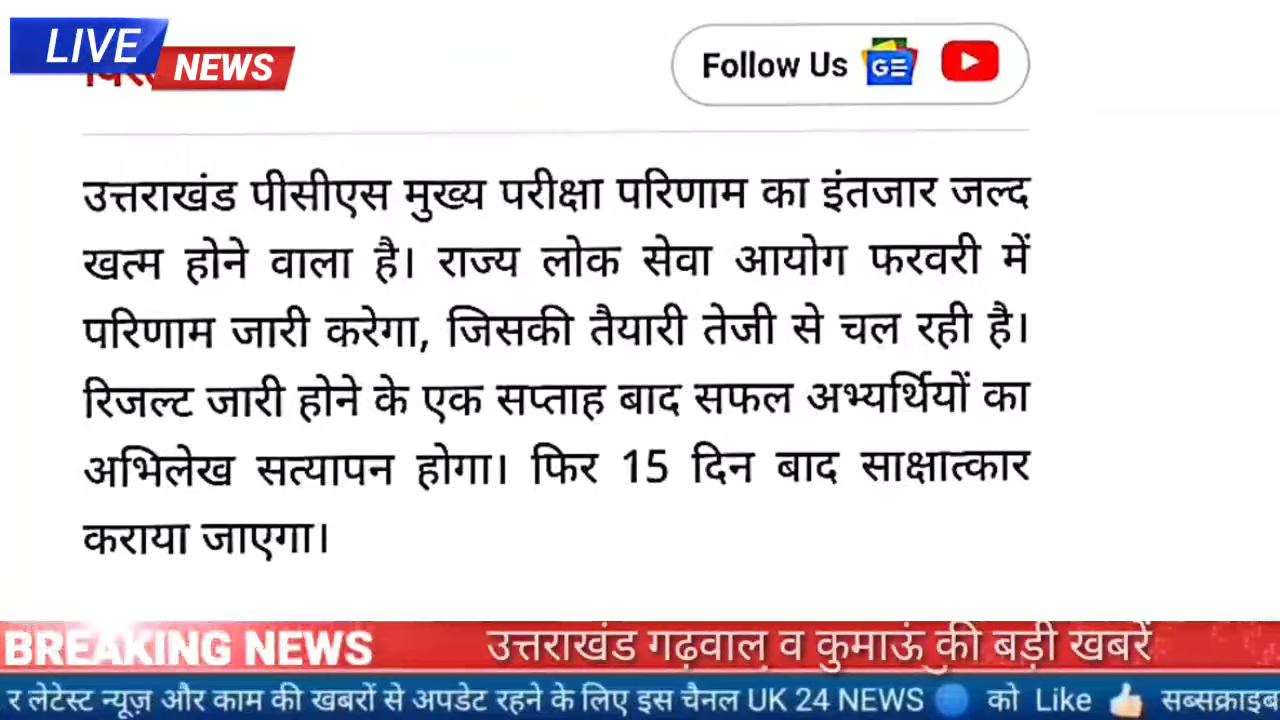 LIVE
NEWS
Follow Us GE
उत्तराखंड पीसीएस मुख्य परीक्षा परिणाम का इंतजार जल्द
खत्म होने वाला है। राज्य लोक सेवा आयोग फरवरी में
परिणाम जारी करेगा, जिसकी तैयारी तेजी से चल रही है।
रिजल्ट जारी होने के एक सप्ताह बाद सफल अभ्यर्थियों का
अभिलेख सत्यापन होगा। फिर 15 दिन बाद साक्षात्कार
कराया जाएगा।
BREAKING NEWS उत्तराखंड गढ़वाल व कुमाऊं की बड़ी खबरें
र लेटेस्ट न्यूज़ और काम की खबरों से अपडेट रहने के लिए इस चैनल UK 24 NEWS 🔵 को Like 👍 सब्सक्राइब